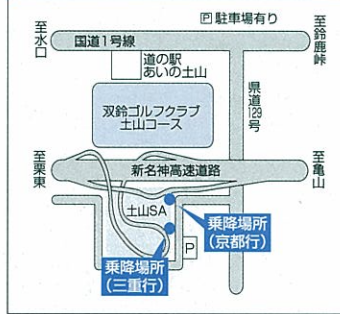 P 駐車場有り
至水口
国道1号線
至鈴鹿峠
道の駅
あいの土山
双鈴ゴルフクラブ
土山コース
県道129号
至栗東
新名神高速道路
至亀山
土山SA
乗降場所
(京都行)
P
乗降場所
(三重行)